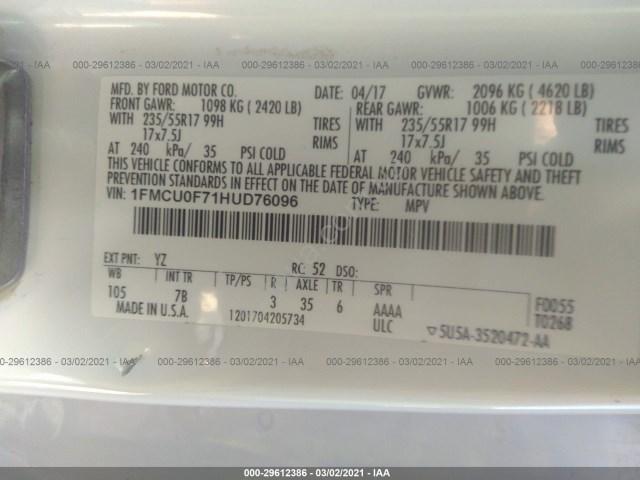 000-29612386 - 03/02/2021 - IAA
MFD. BY FORD MOTOR CO. DATE: 04/17 GVWR: 2096 KG ( 4620 LB)
FRONT GAWR: 1098 KG ( 2420 LB) REAR GAWR: 1006 KG ( 2218 LB)
WITH 235/55R17 99H TIRES WITH 235/55R17 99H TIRES
17x7.5J RIMS 17x7.5J RIMS
AT 240 kPa/ 35 PSI COLD AT 240 kPa/ 35 PSI COLD
THIS VEHICLE CONFORMS TO ALL APPLICABLE FEDERAL MOTOR VEHICLE SAFETY AND THEFT
PREVENTION STANDARDS IN EFFECT ON THE DATE OF MANUFACTURE SHOWN ABOVE.
VIN: 1FMCU0F71HUD76096 TYPE: MPV
EXT PNT: YZ RC: 52 DSO:
WB INT TR TP/PS R AXLE TR SPR
105 7B 3 35 6 AAAA F0055
MADE IN U.S.A. 1201704205734 ULC T0268
5U5A-3520472-AA
000-29612386 - 03/02/2021 - IAA